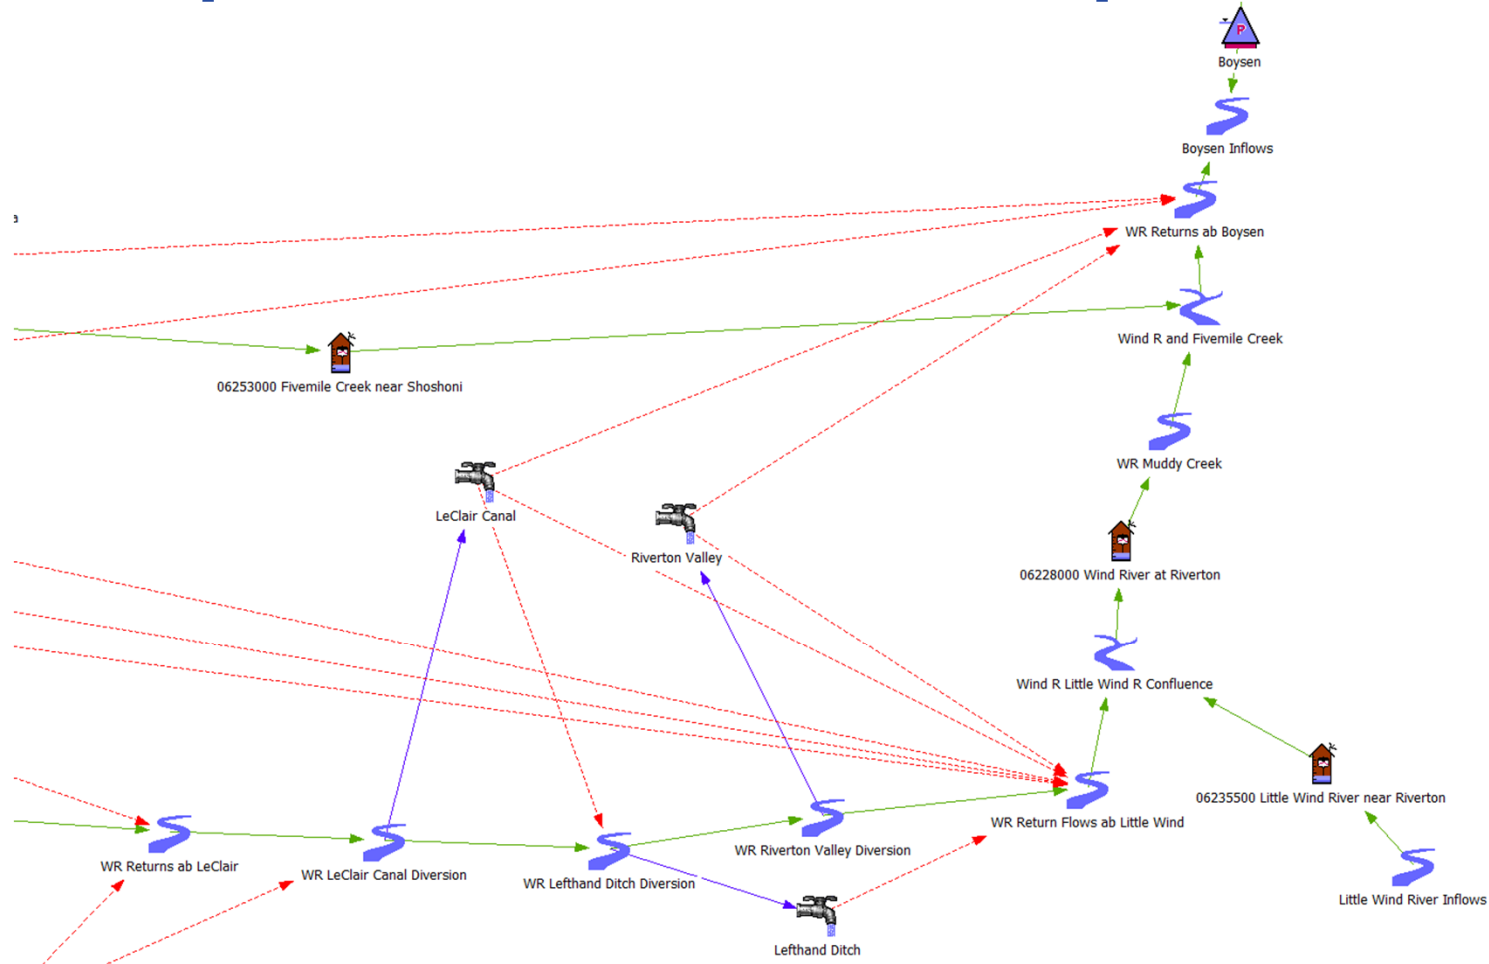 P
Boysen
Boysen Inflows
a
WR Returns ab Boysen
Wind R and Fivemile Creek
06253000 Fivemile Creek near Shoshoni
WR Muddy Creek
LeClair Canal
Riverton Valley
06228000 Wind River at Riverton
Wind R Little Wind R Confluence
06235500 Little Wind River near Riverton
WR Return Flows ab Little Wind
WR Riverton Valley Diversion
WR Returns ab LeClair
WR LeClair Canal Diversion
WR Lefthand Ditch Diversion
Little Wind River Inflows
Lefthand Ditch